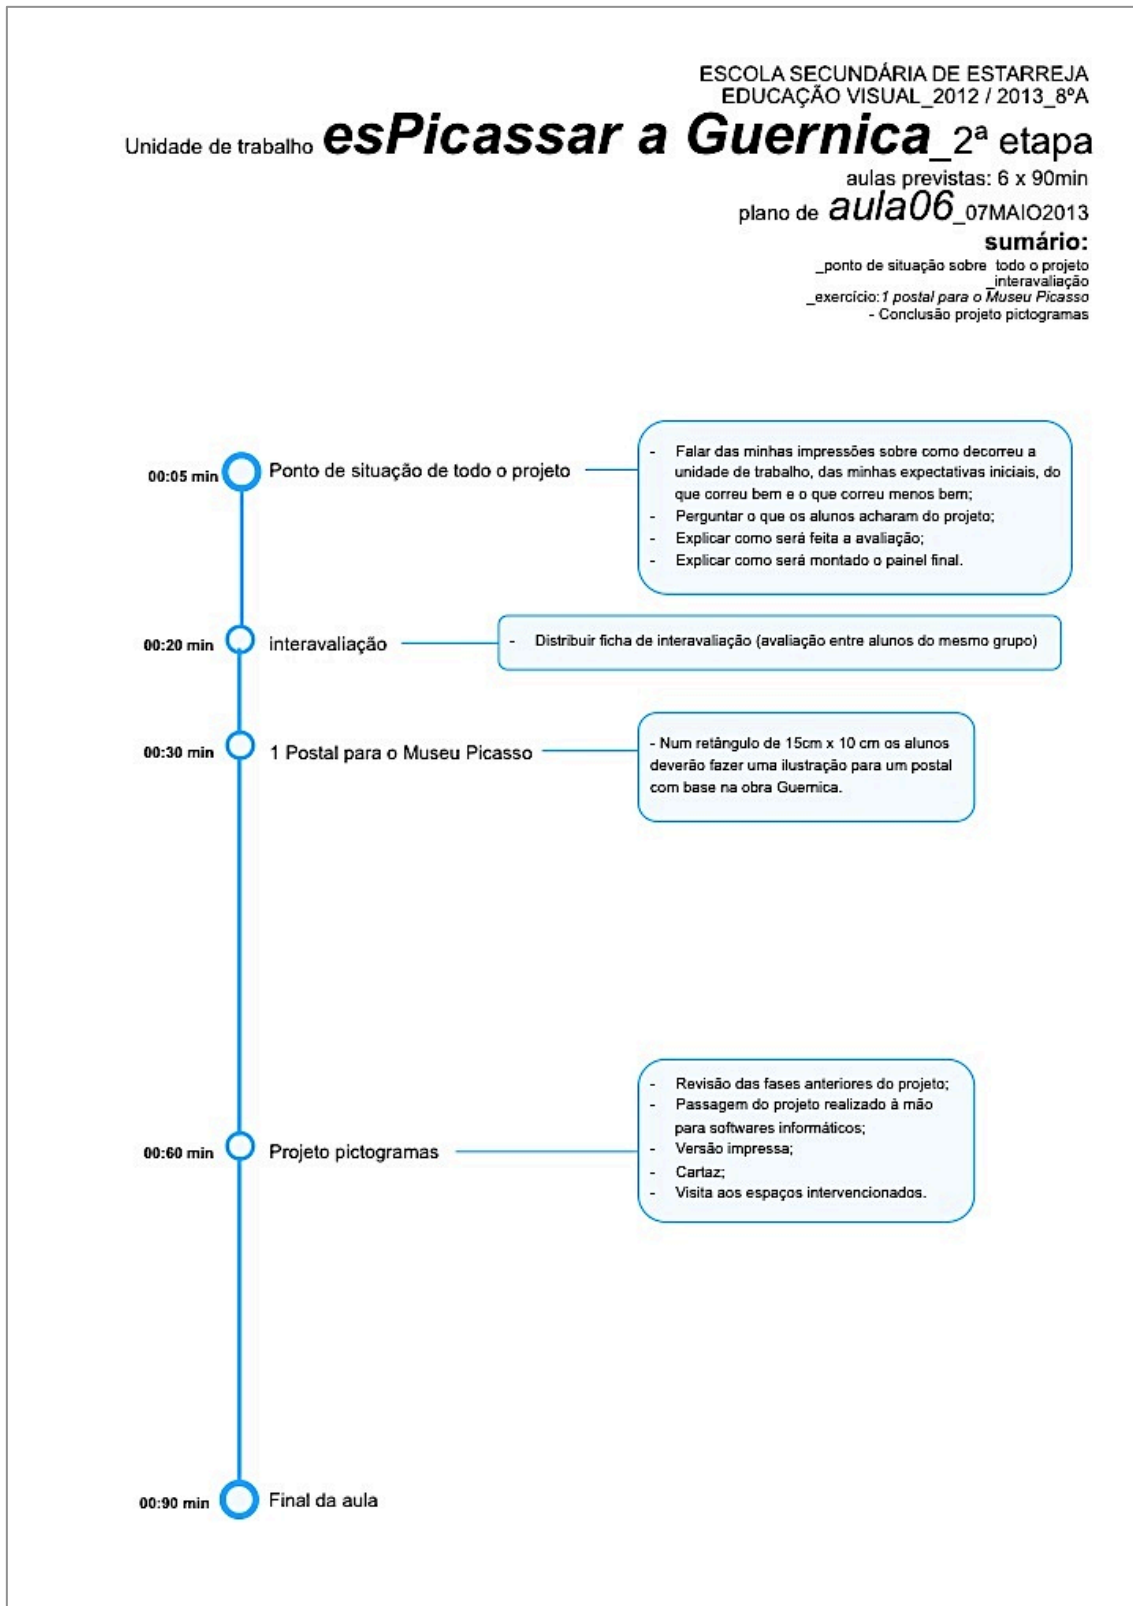 ESCOLA SECUNDÁRIA DE ESTARREJA
EDUCAÇÃO VISUAL_2012 / 2013_8ºA
Unidade de trabalho esPicassar a Guernica_2ª etapa
aulas previstas: 6 x 90min
plano de aula06_07MAIO2013
sumário:
_ponto de situação sobre todo o projeto
_interavaliação
_exercício:1 postal para o Museu Picasso
- Conclusão projeto pictogramas
00:05 min Ponto de situação de todo o projeto
- Falar das minhas impressões sobre como decorreu a
unidade de trabalho, das minhas expectativas iniciais, do
que correu bem e o que correu menos bem;
- Perguntar o que os alunos acharam do projeto;
- Explicar como será feita a avaliação;
- Explicar como será montado o painel final.
00:20 min interavaliação
- Distribuir ficha de interavaliação (avaliação entre alunos do mesmo grupo)
00:30 min 1 Postal para o Museu Picasso
- Num retângulo de 15cm x 10 cm os alunos
deverão fazer uma ilustração para um postal
com base na obra Guernica.
00:60 min Projeto pictogramas
- Revisão das fases anteriores do projeto;
- Passagem do projeto realizado à mão
para softwares informáticos;
- Versão impressa;
- Cartaz;
- Visita aos espaços intervencionados.
00:90 min Final da aula